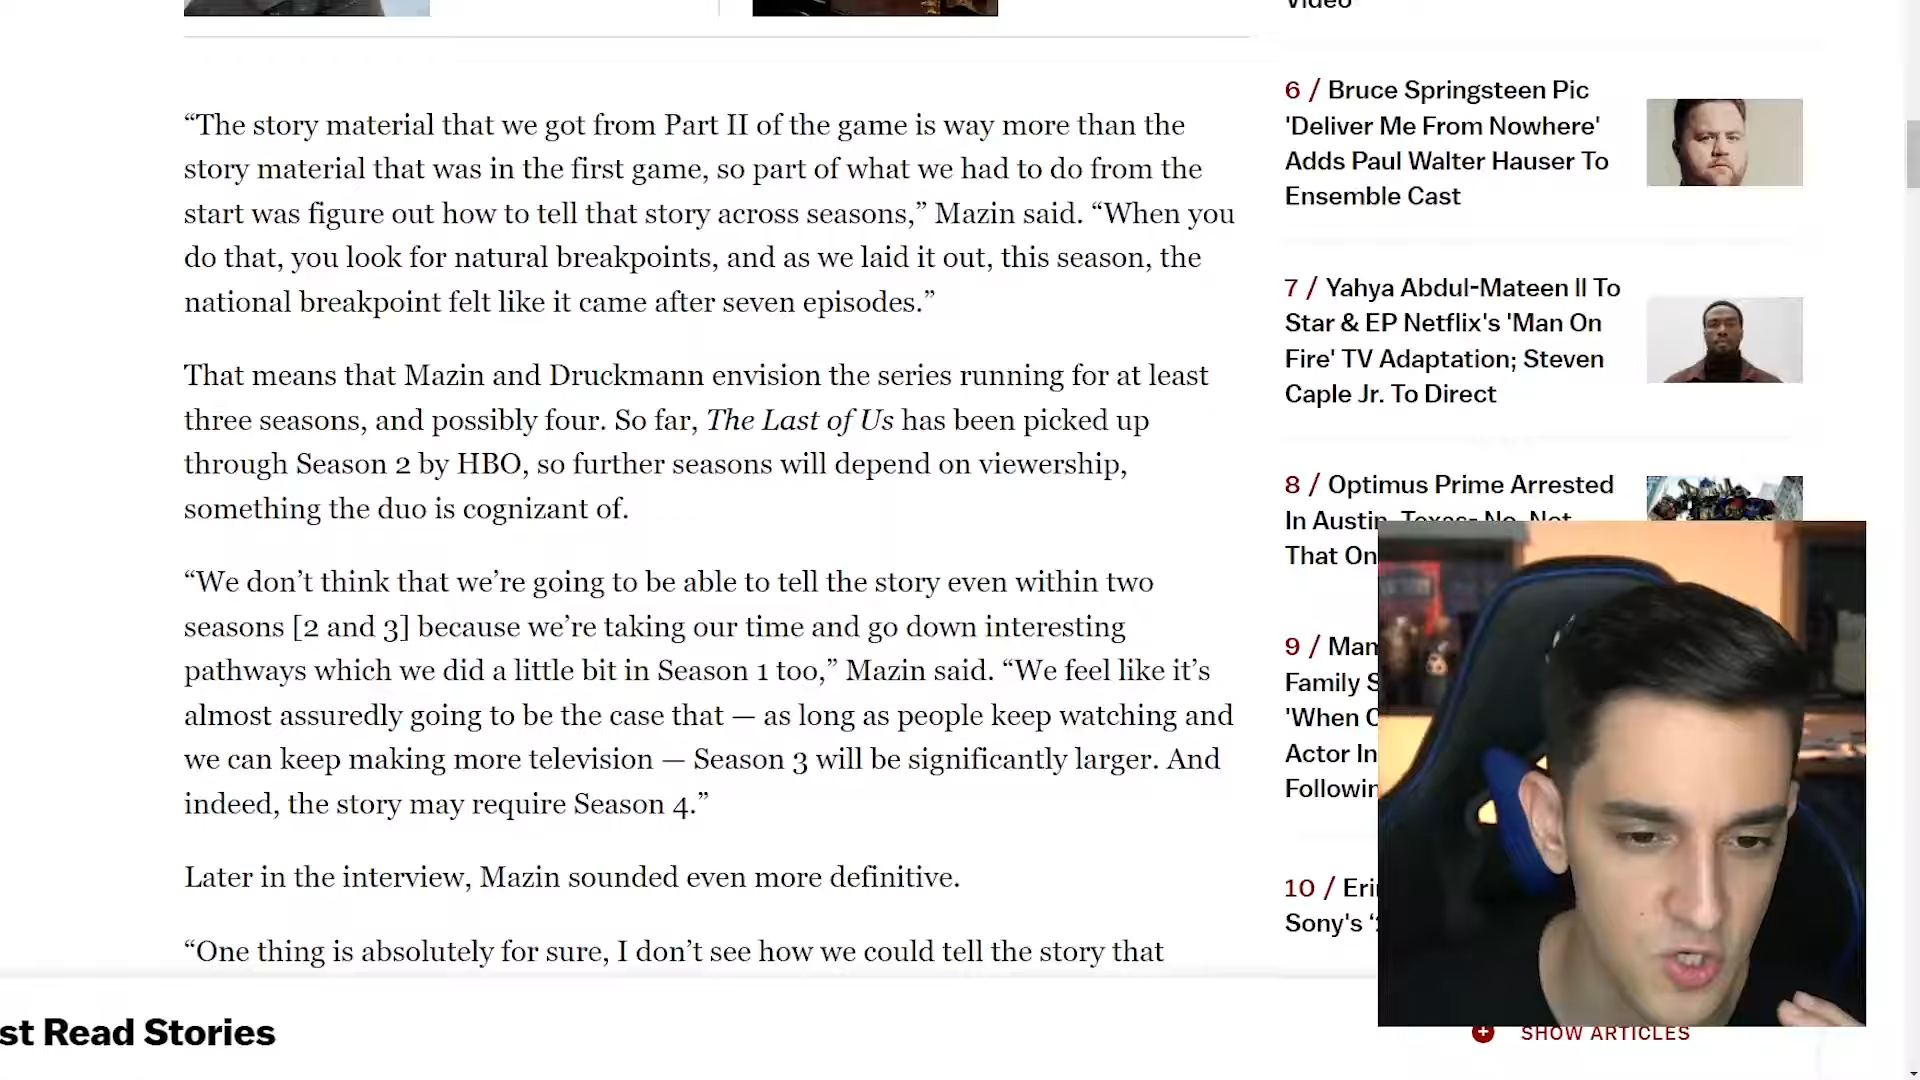 “The story material that we got from Part II of the game is way more than the
story material that was in the first game, so part of what we had to do from the
start was figure out how to tell that story across seasons,” Mazin said. “When you
do that, you look for natural breakpoints, and as we laid it out, this season, the
national breakpoint felt like it came after seven episodes.”
That means that Mazin and Druckmann envision the series running for at least
three seasons, and possibly four. So far, The Last of Us has been picked up
through Season 2 by HBO, so further seasons will depend on viewership,
something the duo is cognizant of.
“We don’t think that we’re going to be able to tell the story even within two
seasons [2 and 3] because we’re taking our time and go down interesting
pathways which we did a little bit in Season 1 too,” Mazin said. “We feel like it’s
almost assuredly going to be the case that — as long as people keep watching and
we can keep making more television — Season 3 will be significantly larger. And
indeed, the story may require Season 4.”
Later in the interview, Mazin sounded even more definitive.
“One thing is absolutely for sure, I don’t see how we could tell the story that
Video
6 / Bruce Springsteen Pic
'Deliver Me From Nowhere'
Adds Paul Walter Hauser To
Ensemble Cast
7 / Yahya Abdul-Mateen II To
Star & EP Netflix's 'Man On
Fire' TV Adaptation; Steven
Caple Jr. To Direct
8 / Optimus Prime Arrested
In Austin, Texas- No, Not
That On
9 / Man
Family S
'When C
Actor In
Followin
10 / Eri
Sony's ‘
st Read Stories
SHOW ARTICLES